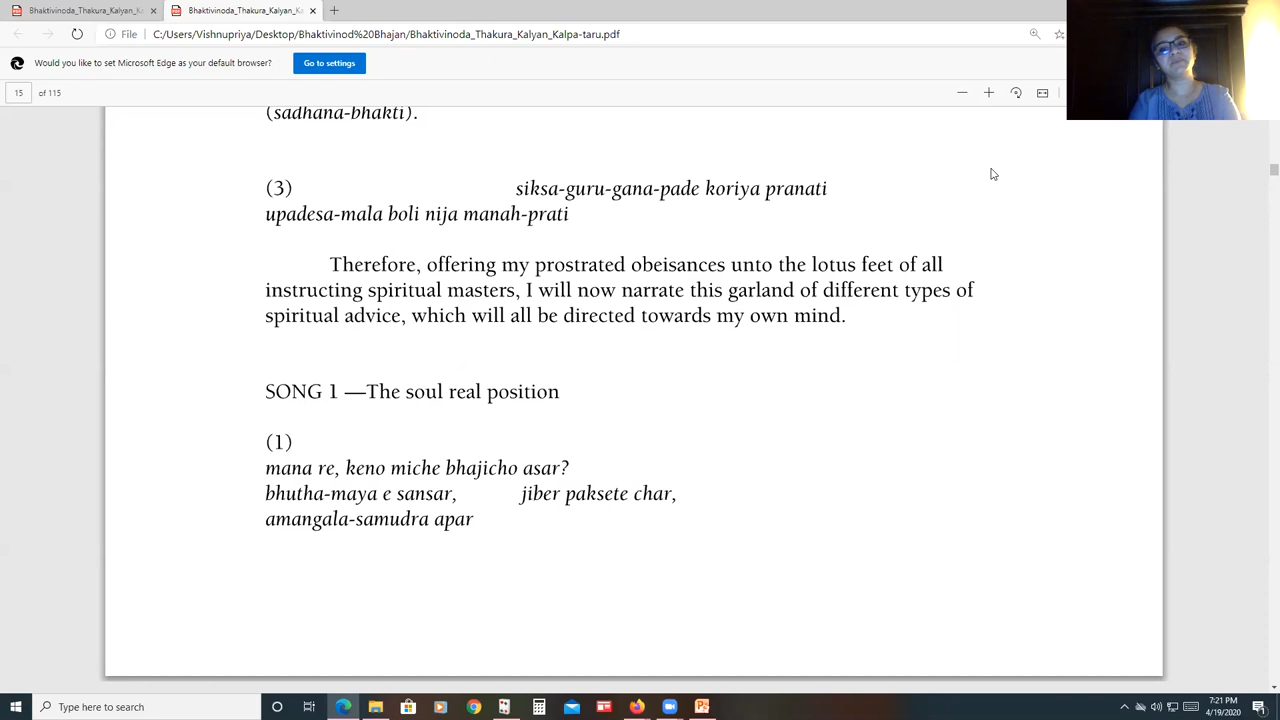 Bhaktivinoda_Thakura_Kalyan_K
Bhaktivinoda_Thakura_Kalyan_K
File C:/Users/Vishnupriya/Desktop/Bhaktivinod%20Bhajan/Bhaktivinoda_Thakura_Kalyan_Kalpa-taru.pdf
Would you like to set Microsoft Edge as your default browser? Go to settings
15 of 115
(sadhana-bhakti).
(3) siksa-guru-gana-pade koriya pranati
upadesa-mala boli nija manah-prati
Therefore, offering my prostrated obeisances unto the lotus feet of all
instructing spiritual masters, I will now narrate this garland of different types of
spiritual advice, which will all be directed towards my own mind.
SONG 1 —The soul real position
(1)
mana re, keno miche bhajicho asar?
bhutha-maya e sansar, jiber paksete char,
amangala-samudra apar
Type here to search
7:21 PM
4/19/2020